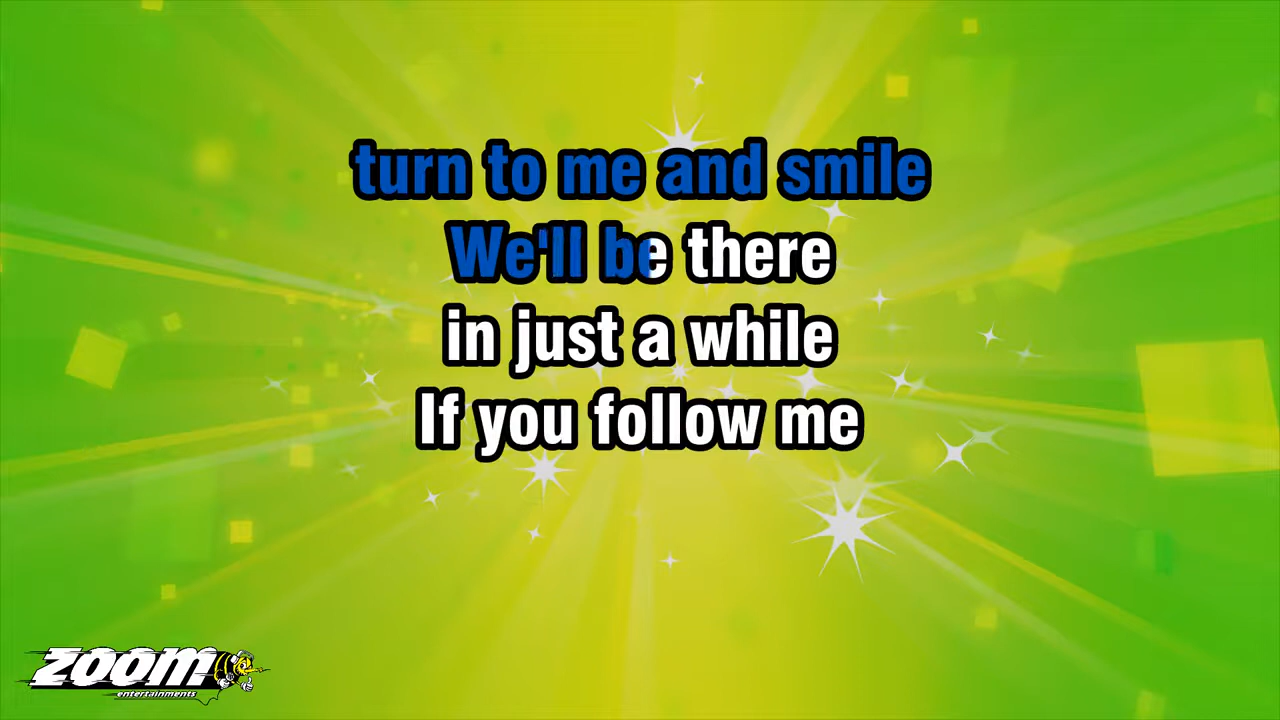 turn to me and smile
We'll be there
in just a while
If you follow me
zoom
entertainments